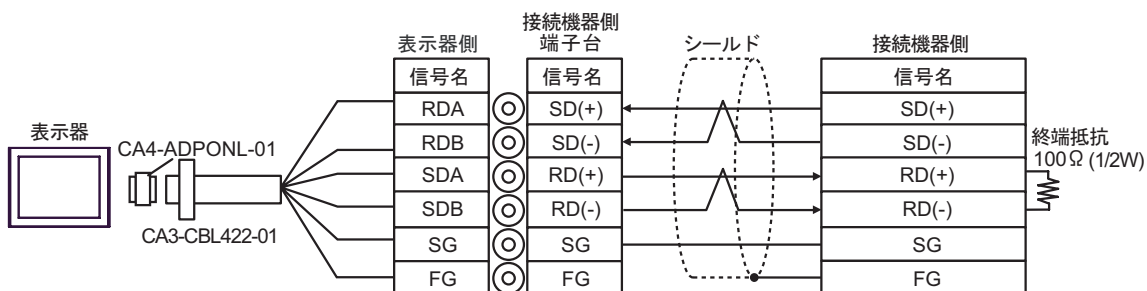 表示器
CA4-ADPONL-01
CA3-CBL422-01
表示器側
信号名
RDA
RDB
SDA
SDB
SG
FG
接続機器側
端子台
信号名
SD(+)
SD(-)
RD(+)
RD(-)
SG
FG
シールド
接続機器側
信号名
SD(+)
SD(-)
RD(+)
RD(-)
SG
FG
終端抵抗
100Ω (1/2W)